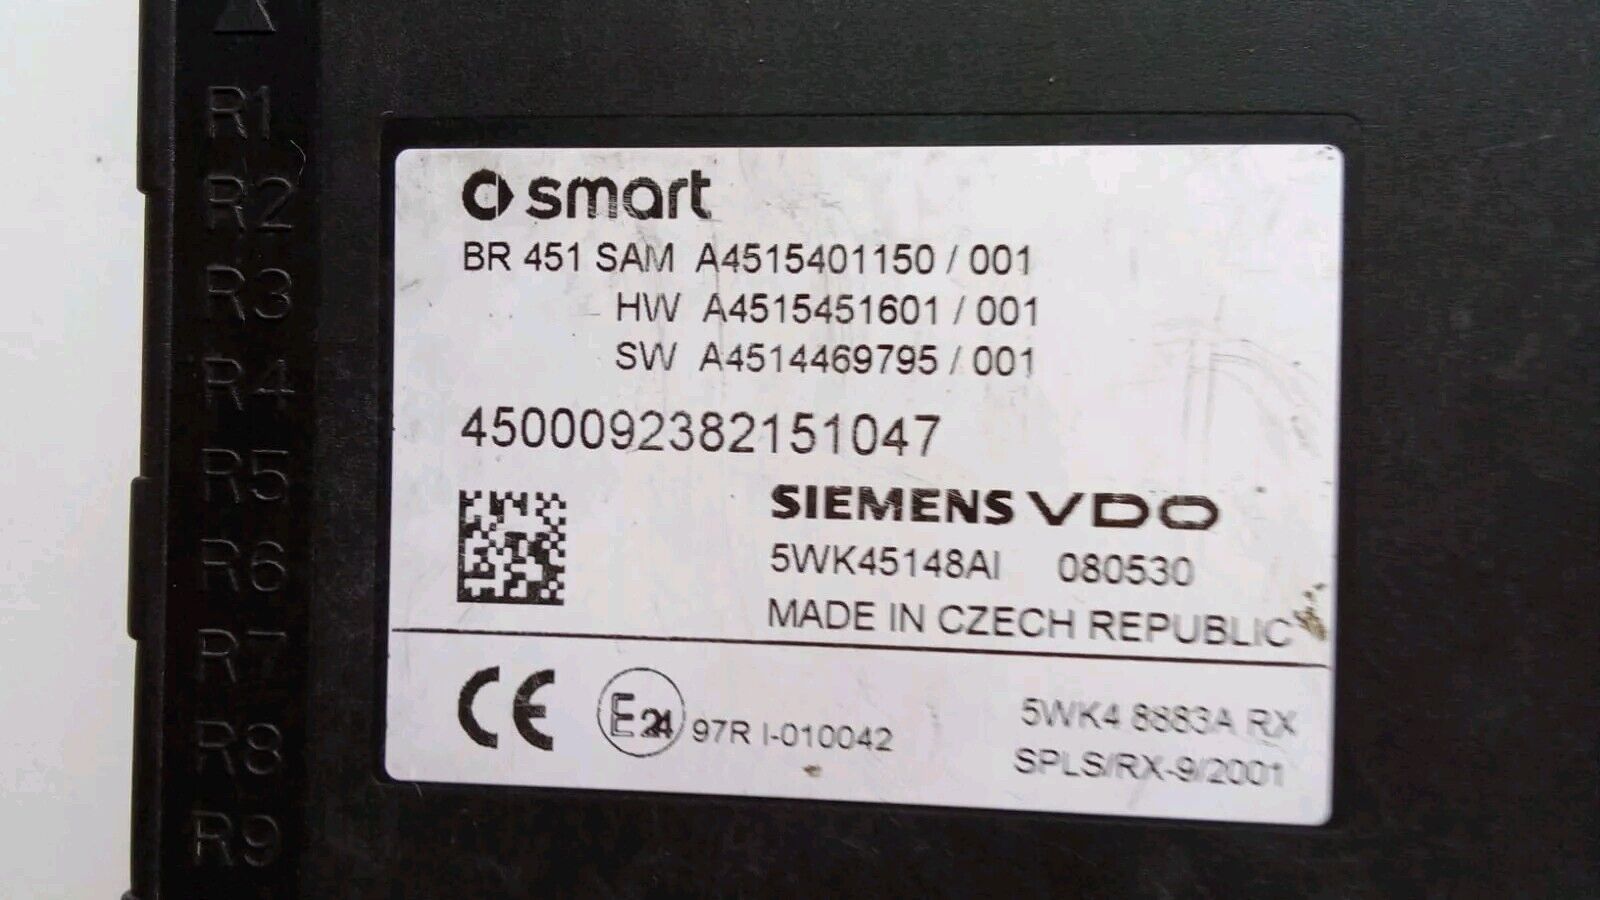 R1
R2
R3
R4
R5
R6
R7
R8
R9
smart
BR 451 SAM A4515401150 / 001
HW A4515451601 / 001
SW A4514469795 / 001
4500092382151047
SIEMENS VDO
5WK45148AI 080530
MADE IN CZECH REPUBLIC
CE E24 97R I-010042
5WK4 8683A RX
SPLS/RX-9/2001